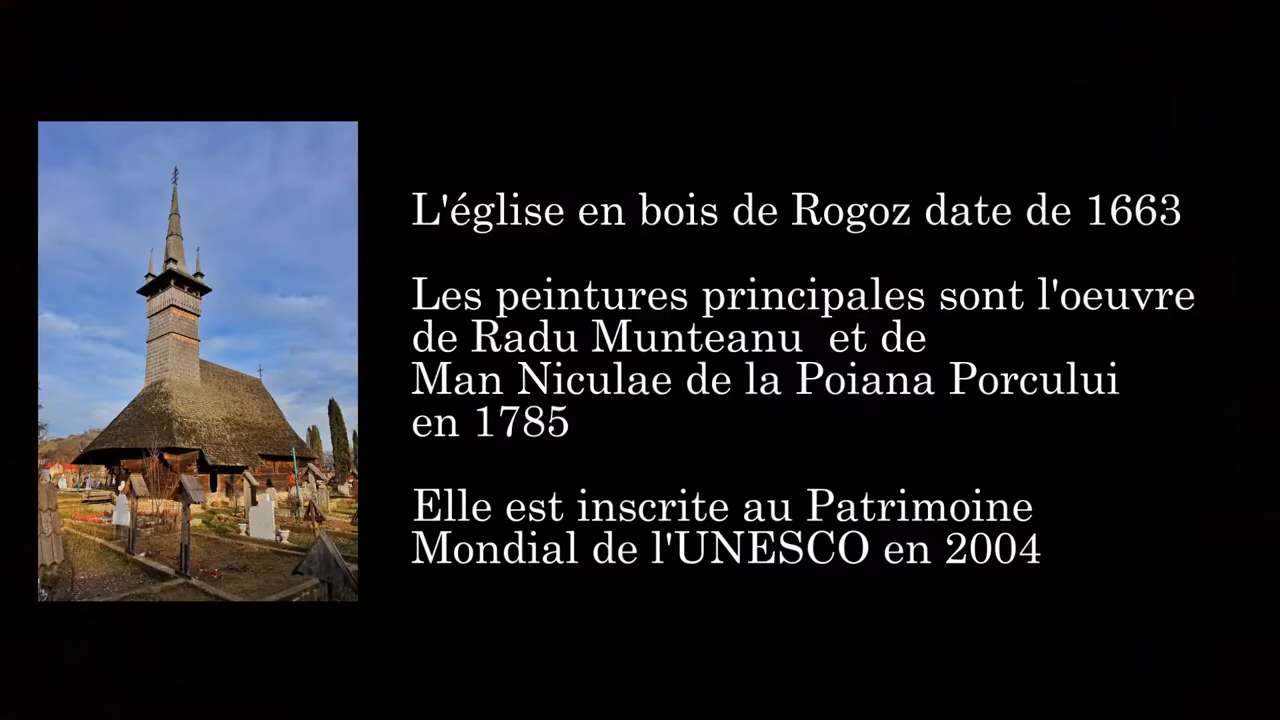 L'église en bois de Rogoz date de 1663
Les peintures principales sont l'oeuvre
de Radu Munteanu  et de
Man Niculae de la Poiana Porcului
en 1785
Elle est inscrite au Patrimoine
Mondial de l'UNESCO en 2004